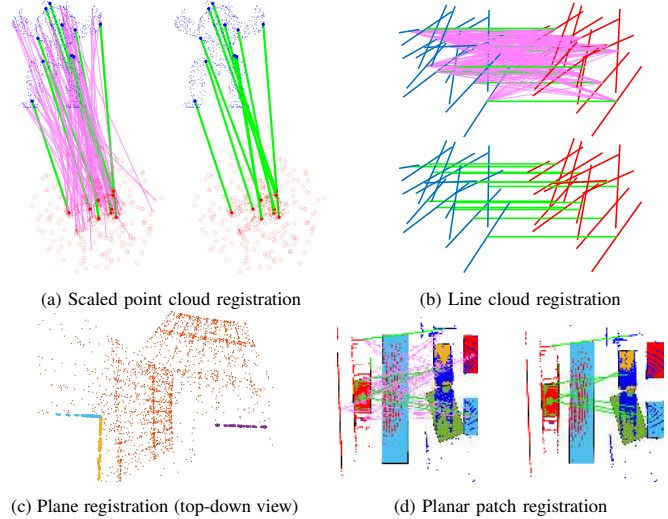 (a) Scaled point cloud registration
(b) Line cloud registration
(c) Plane registration (top-down view)
(d) Planar patch registration